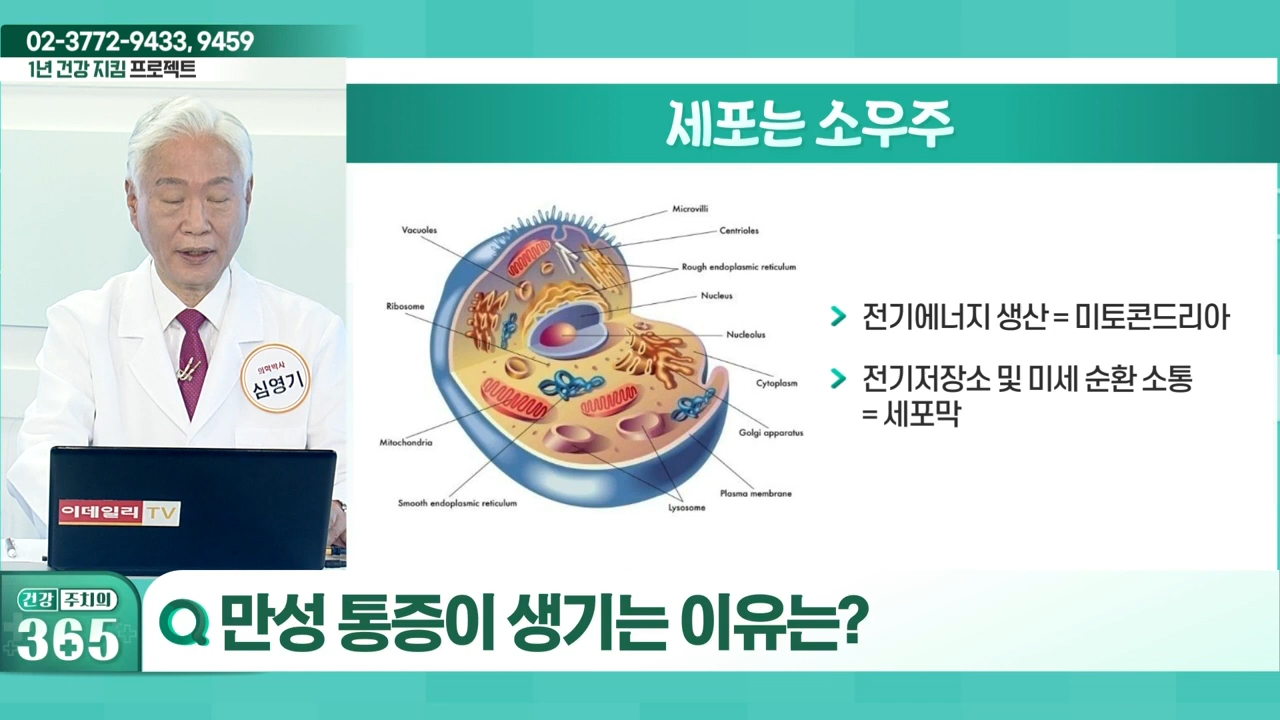 02-3772-9433, 9459
1년 건강 지킴 프로젝트
세포는 소우주
Microvilli
Centrioles
Vacuoles
Rough endoplasmic reticulum
Nucleus
Ribosome
Nucleolus
Cytoplasm
Golgi apparatus
Mitochondria
Plasma membrane
Smooth endoplasmic reticulum
Lysosome
전기에너지 생산 = 미토콘드리아
전기저장소 및 미세 순환 소통
= 세포막
의학박사
심영기
이데일리 TV
건강 주치의
365
Q 만성 통증이 생기는 이유는?